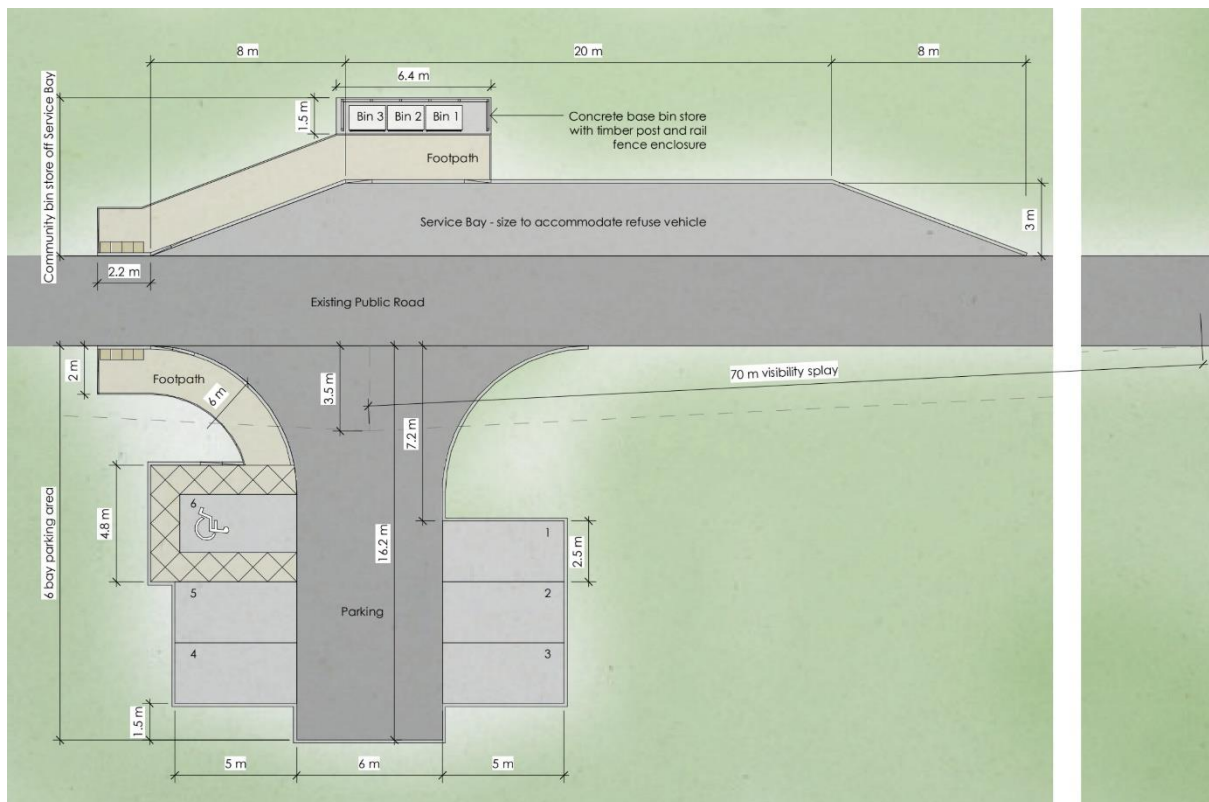 8 m
20 m
8 m
6.4 m
1.5 m
Bin 3
Bin 2
Bin 1
Concrete base bin store
with timber post and rail
fence enclosure
Community bin store off Service Bay
Footpath
Service Bay - size to accommodate refuse vehicle
3 m
2.2 m
Existing Public Road
2 m
Footpath
6 m
3.5 m
70 m visibility splay
7.2 m
6 bay parking area
4.8 m
6
16.2 m
1
2.5 m
5
2
Parking
4
3
1.5 m
5 m
6 m
5 m